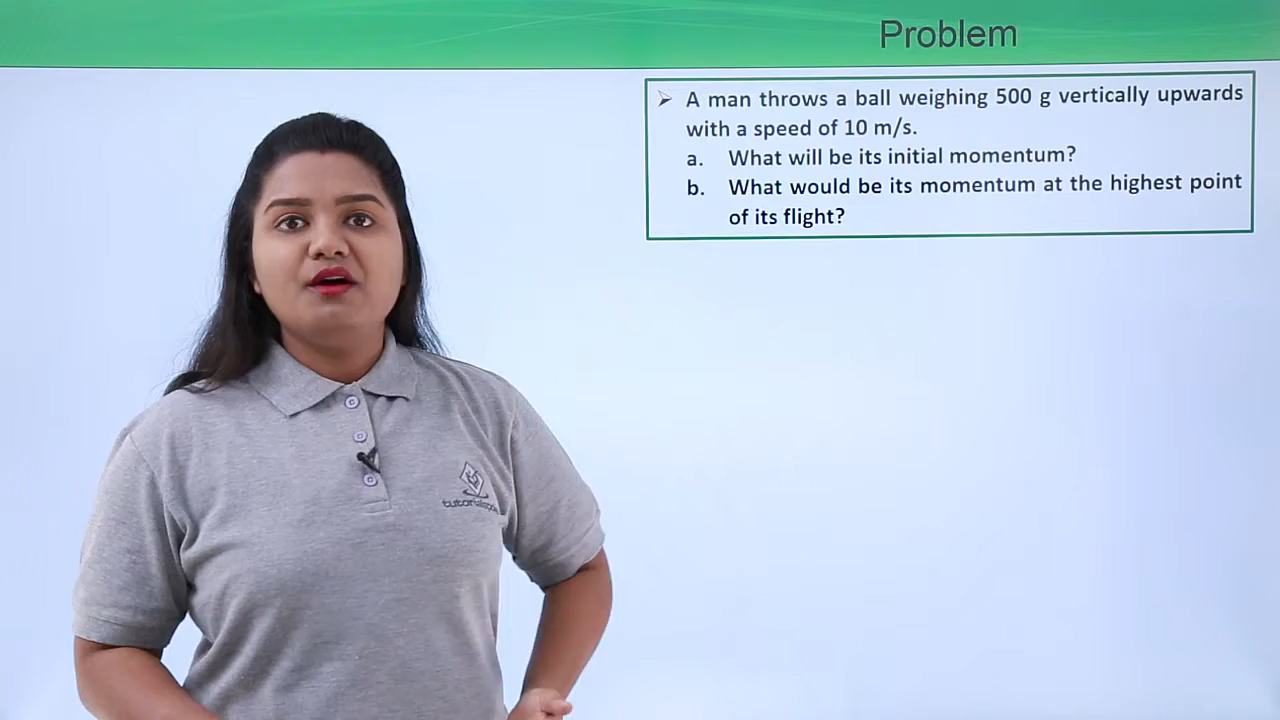 Problem
➢ A man throws a ball weighing 500 g vertically upwards
with a speed of 10 m/s.
a. What will be its initial momentum?
b. What would be its momentum at the highest point
of its flight?